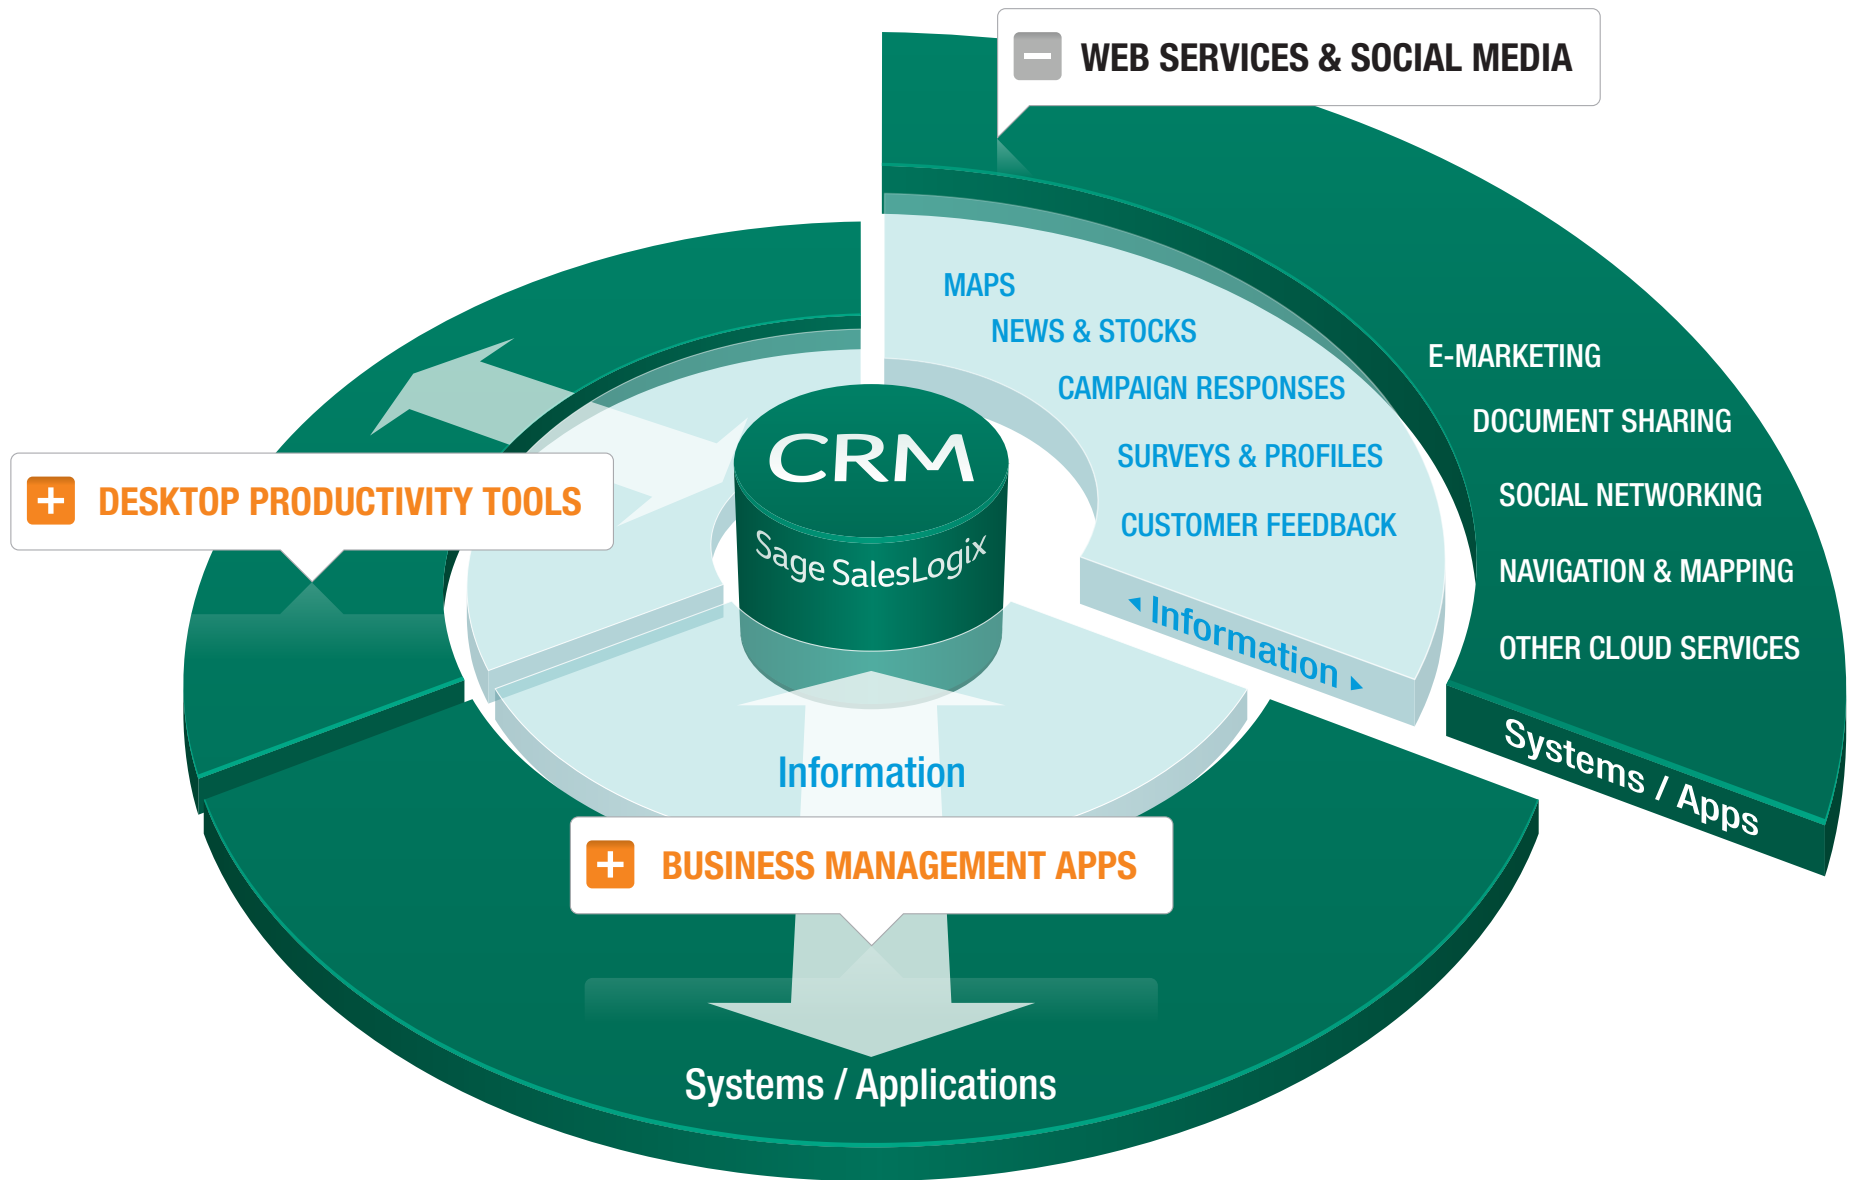 WEB SERVICES & SOCIAL MEDIA
MAPS
NEWS & STOCKS
CAMPAIGN RESPONSES
SURVEYS & PROFILES
CUSTOMER FEEDBACK
E-MARKETING
DOCUMENT SHARING
SOCIAL NETWORKING
NAVIGATION & MAPPING
OTHER CLOUD SERVICES
Information
Systems / Apps
CRM
Sage SalesLogix
DESKTOP PRODUCTIVITY TOOLS
Information
BUSINESS MANAGEMENT APPS
Systems / Applications